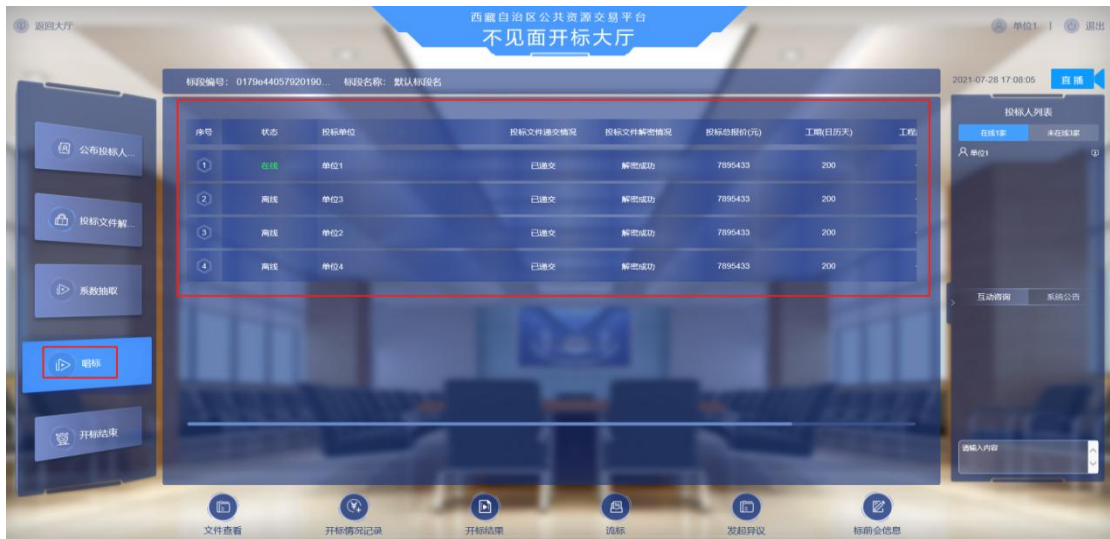 西藏自治区公共资源交易平台
不见面开标大厅
返回大厅
单位1..
退出
标段编号: 0179e44057920190... 标段名称: 默认标段名
2021-07-28 17:08:05
直播
公布投标人...
投标文件解...
系数抽取
唱标
开标结束
序号 状态 投标单位 投标文件递交情况 投标文件解密情况 投标总报价(元) 工期(日历天)
1 在线 单位1 已递交 解密成功 7895433 200
2 离线 单位3 已递交 解密成功 7895433 200
3 离线 单位2 已递交 解密成功 7895433 200
4 离线 单位4 已递交 解密成功 7895433 200
投标人列表
在线1家 未在线3家
单位1
互动咨询 系统公告
请输入内容
文件查看 开标情况记录 开标结果 流标 发起异议 标前会信息